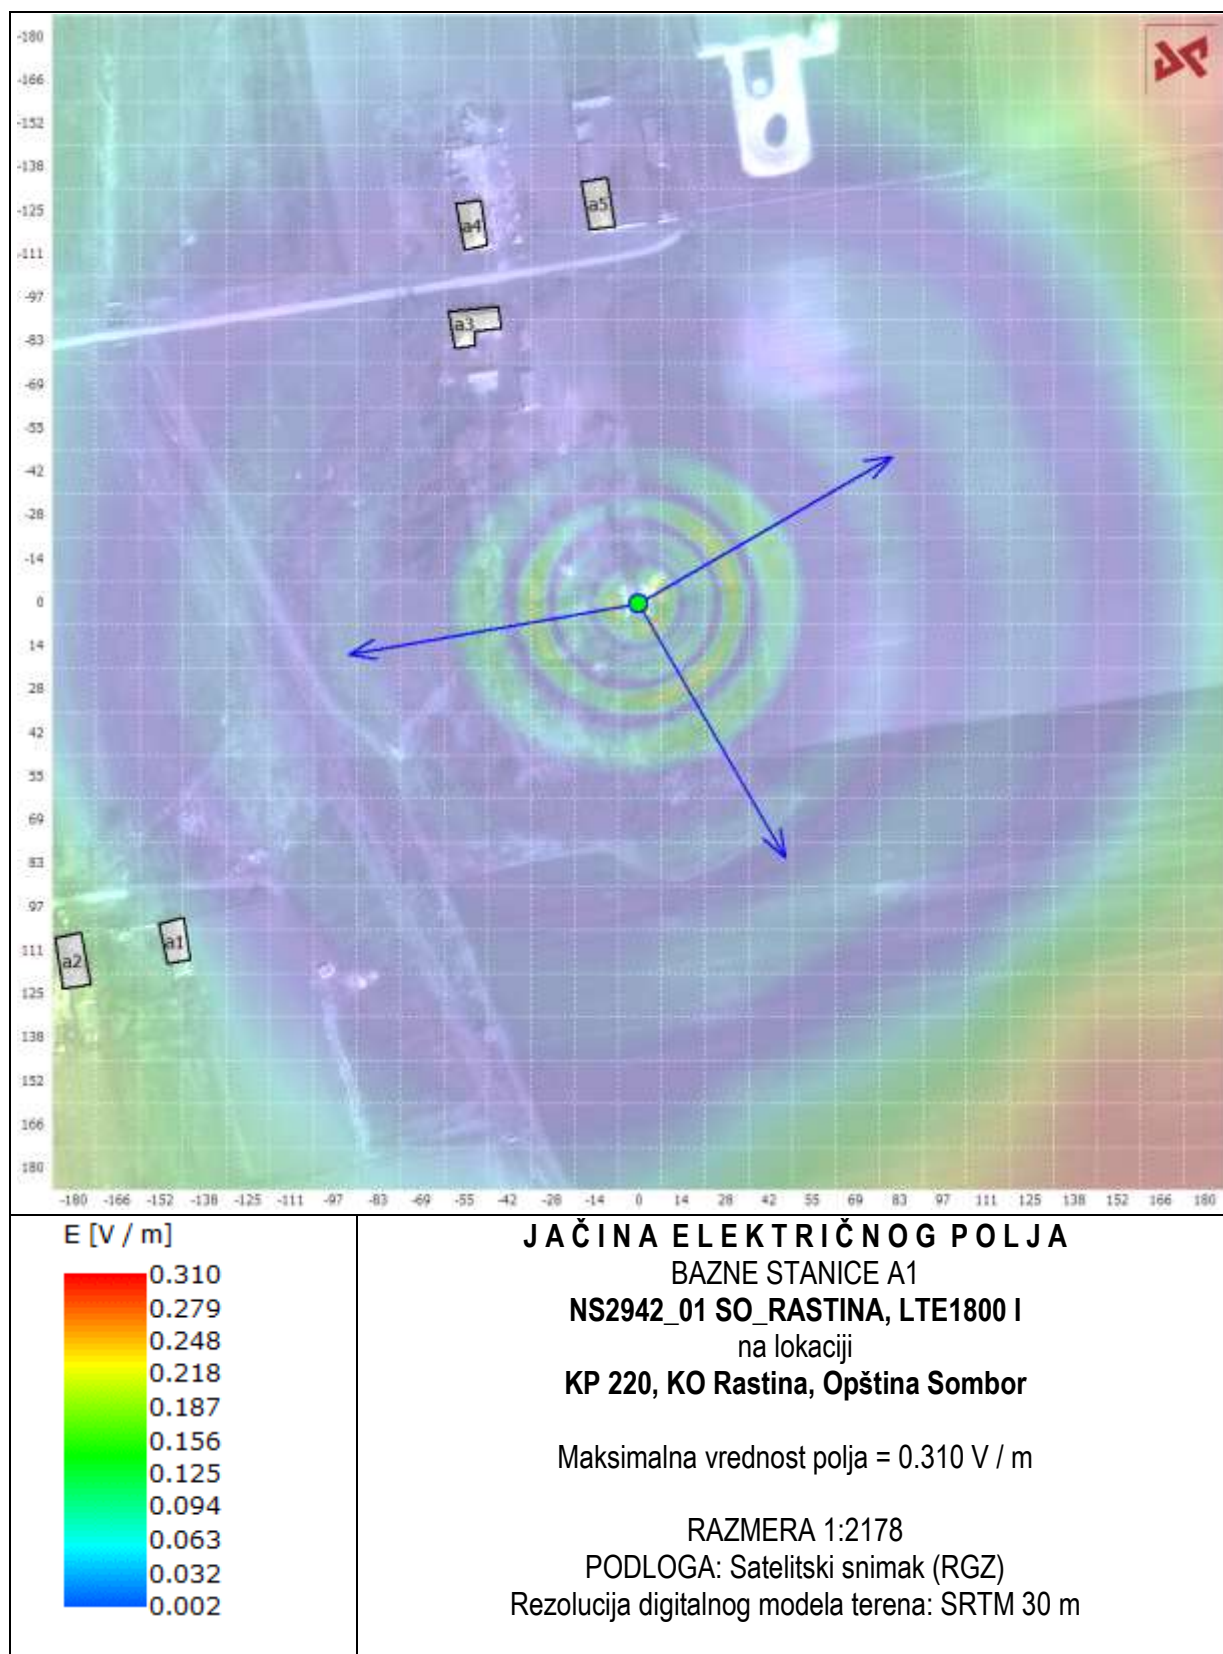 -180
-166
-152
-138
-125
-111
-97
-83
-69
-55
-42
-28
-14
0
14
28
42
55
69
83
97
111
125
138
152
166
180
a4
a5
a3
a1
a2
-180 -166 -152 -138 -125 -111 -97 -83 -69 -55 -42 -28 -14 0 14 28 42 55 69 83 97 111 125 138 152 166 180
E [V / m]
0.310
0.279
0.248
0.218
0.187
0.156
0.125
0.094
0.063
0.032
0.002
JAČINA ELEKTRIČNOG POLJA
BAZNE STANICE A1
NS2942_01 SO_RASTINA, LTE1800 I
na lokaciji
KP 220, KO Rastina, Opština Sombor
Maksimalna vrednost polja = 0.310 V / m
RAZMERA 1:2178
PODLOGA: Satelitski snimak (RGZ)
Rezolucija digitalnog modela terena: SRTM 30 m